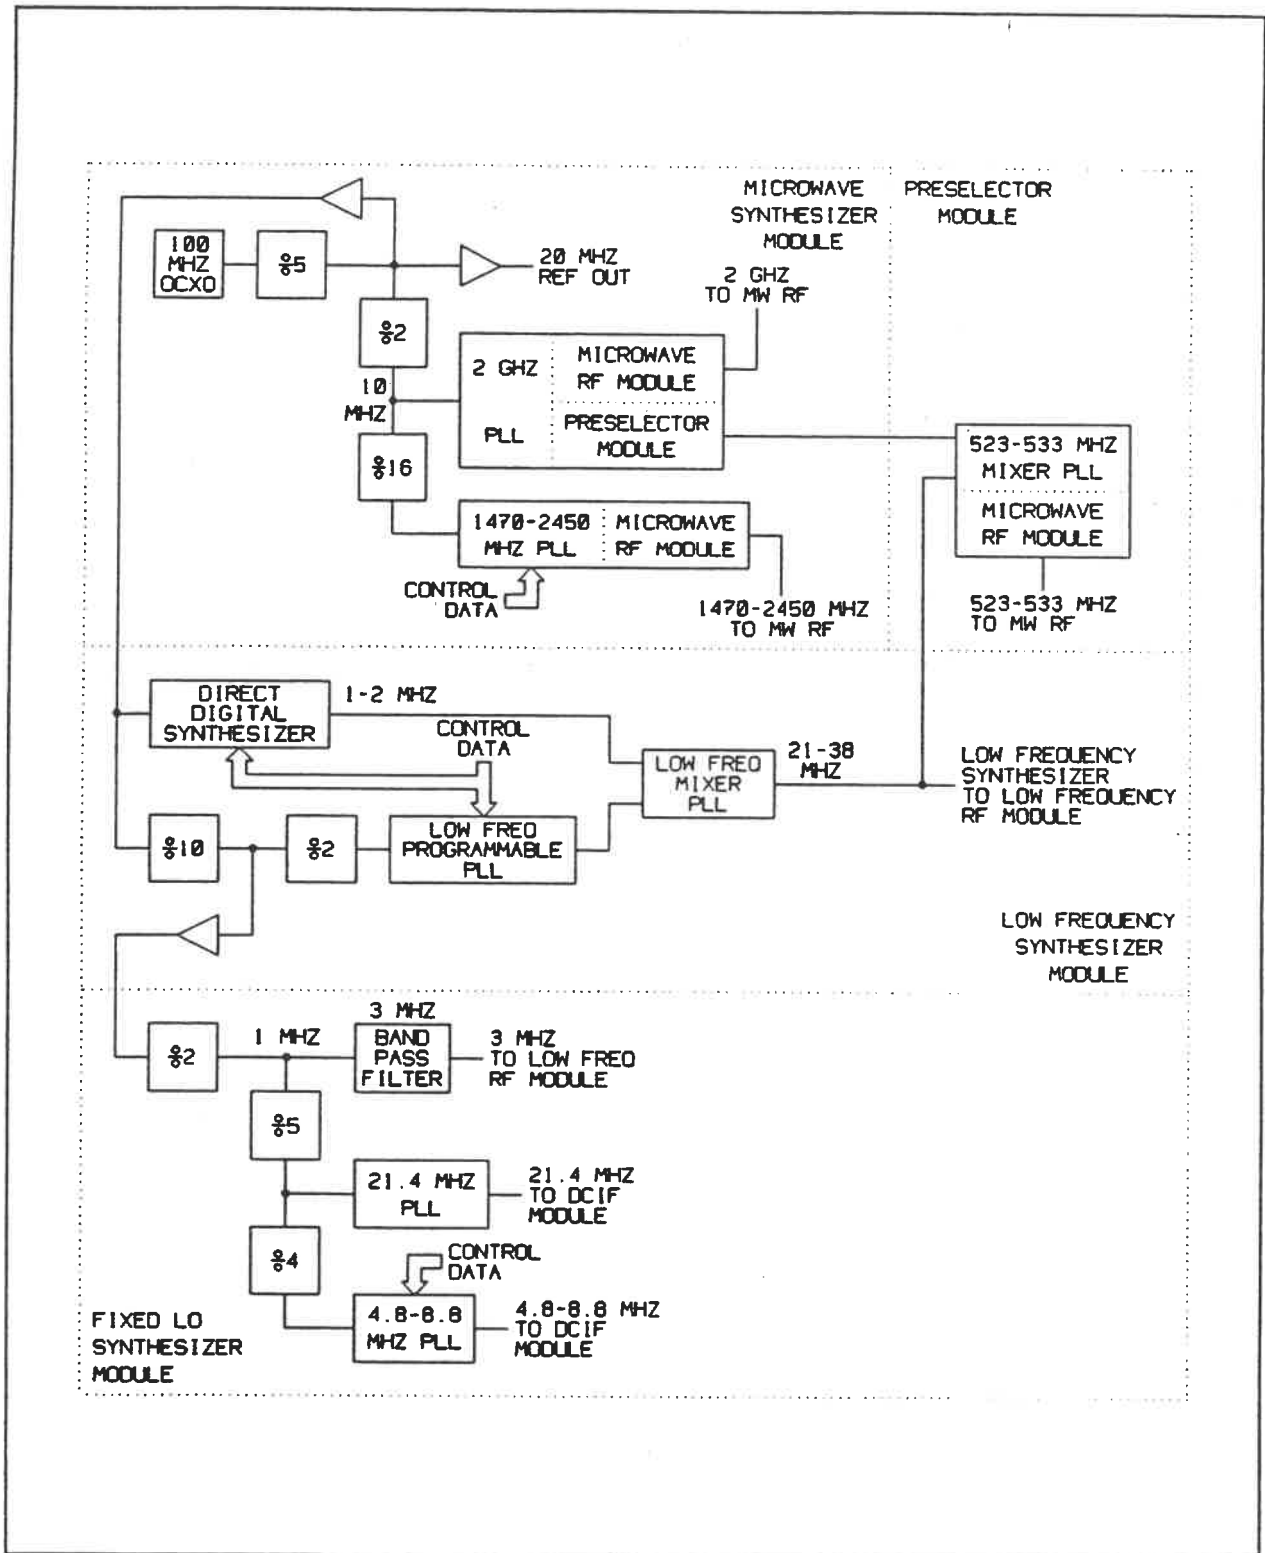 MICROWAVE
SYNTHESIZER
MODULE
PRESELECTOR
MODULE
100
MHZ
OCXO
%5
20 MHZ
REF OUT
2 GHZ
TO MW RF
%2
2 GHZ
PLL
MICROWAVE
RF MODULE
PRESELECTOR
MODULE
10
MHZ
%16
523-533 MHZ
MIXER PLL
MICROWAVE
RF MODULE
1470-2450
MHZ PLL
MICROWAVE
RF MODULE
CONTROL
DATA
1470-2450 MHZ
TO MW RF
523-533 MHZ
TO MW RF
DIRECT
DIGITAL
SYNTHESIZER
1-2 MHZ
CONTROL
DATA
LOW FREQ
MIXER
PLL
21-38
MHZ
LOW FREQUENCY
SYNTHESIZER
TO LOW FREQUENCY
RF MODULE
%10
%2
LOW FREQ
PROGRAMMABLE
PLL
LOW FREQUENCY
SYNTHESIZER
MODULE
%2
1 MHZ
3 MHZ
BAND
PASS
FILTER
3 MHZ
TO LOW FREQ
RF MODULE
%5
21.4 MHZ
PLL
21.4 MHZ
TO DCIF
MODULE
%4
CONTROL
DATA
4.8-8.8
MHZ PLL
4.8-8.8 MHZ
TO DCIF
MODULE
FIXED LO
SYNTHESIZER
MODULE